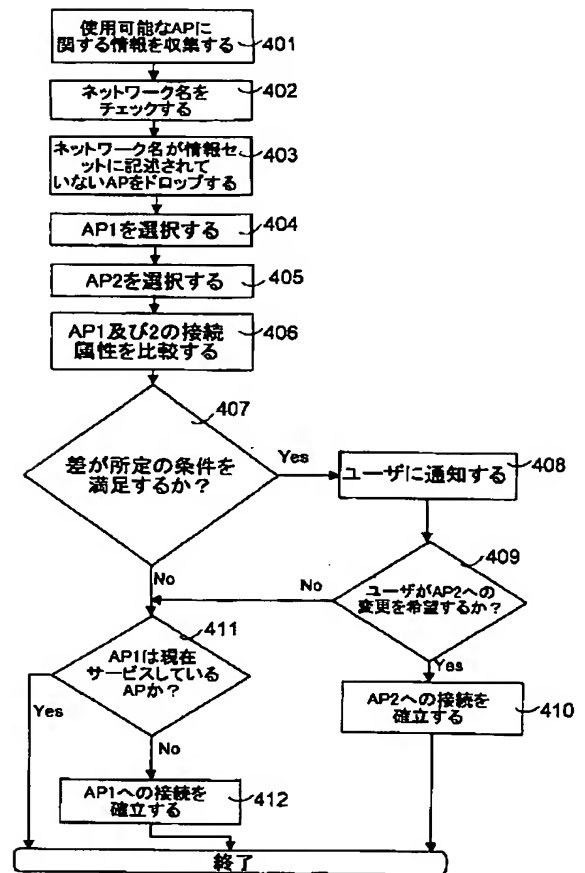 使用可能なAPに
関する情報を収集する
401
ネットワーク名を
チェックする
402
ネットワーク名が情報セ
ットに記述されて
いないAPをドロップする
403
AP1を選択する
404
AP2を選択する
405
AP1及び2の接続
属性を比較する
406
407
差が所定の条件を
満足するか?
Yes
ユーザに通知する
408
No
409
No
ユーザがAP2への
変更を希望するか?
411
AP1は現在
サービスしている
APか?
Yes
Yes
AP2への接続を
確立する
410
No
AP1への接続を
確立する
412
終了